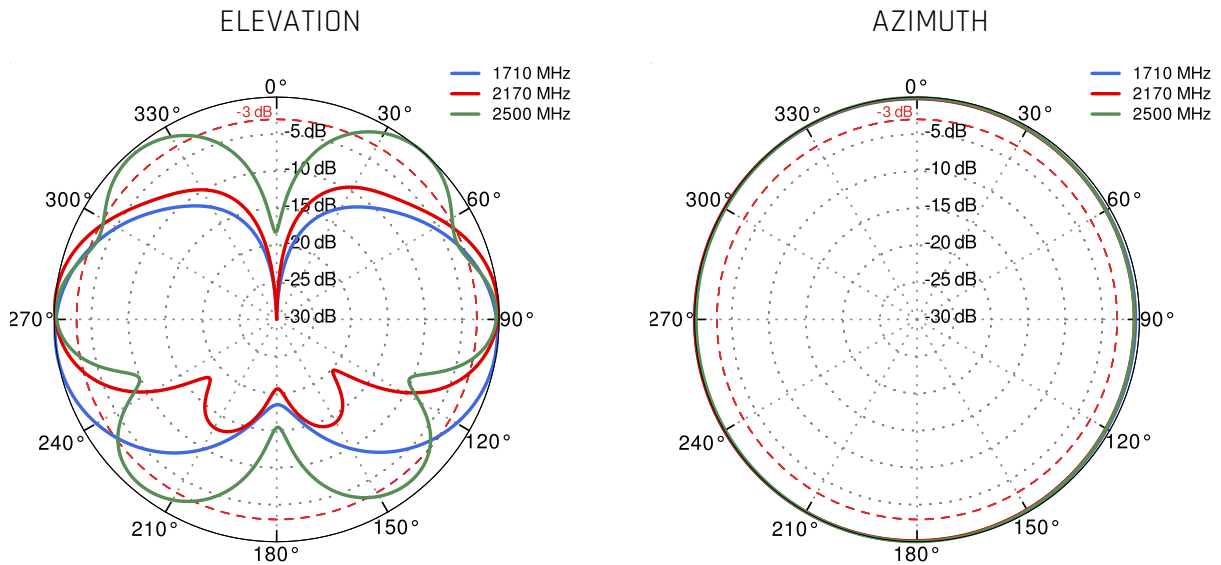 ELEVATION
1710 MHz
2170 MHz
2500 MHz
0°
30°
60°
90°
120°
150°
180°
210°
240°
270°
300°
330°
-3 dB
-5 dB
-10 dB
-15 dB
-20 dB
-25 dB
-30 dB
AZIMUTH
1710 MHz
2170 MHz
2500 MHz
0°
30°
60°
90°
120°
150°
180°
210°
240°
270°
300°
330°
-3 dB
-5 dB
-10 dB
-15 dB
-20 dB
-25 dB
-30 dB